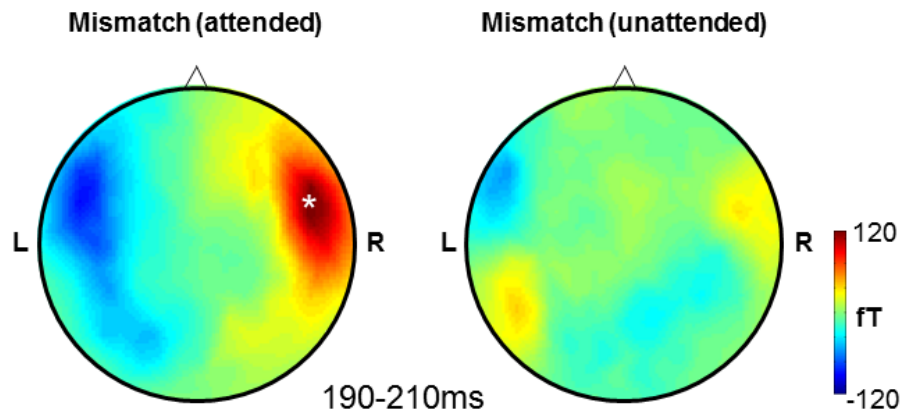 Mismatch (attended)
Mismatch (unattended)
*
L
R
L
R
120
fT
-120
190-210ms